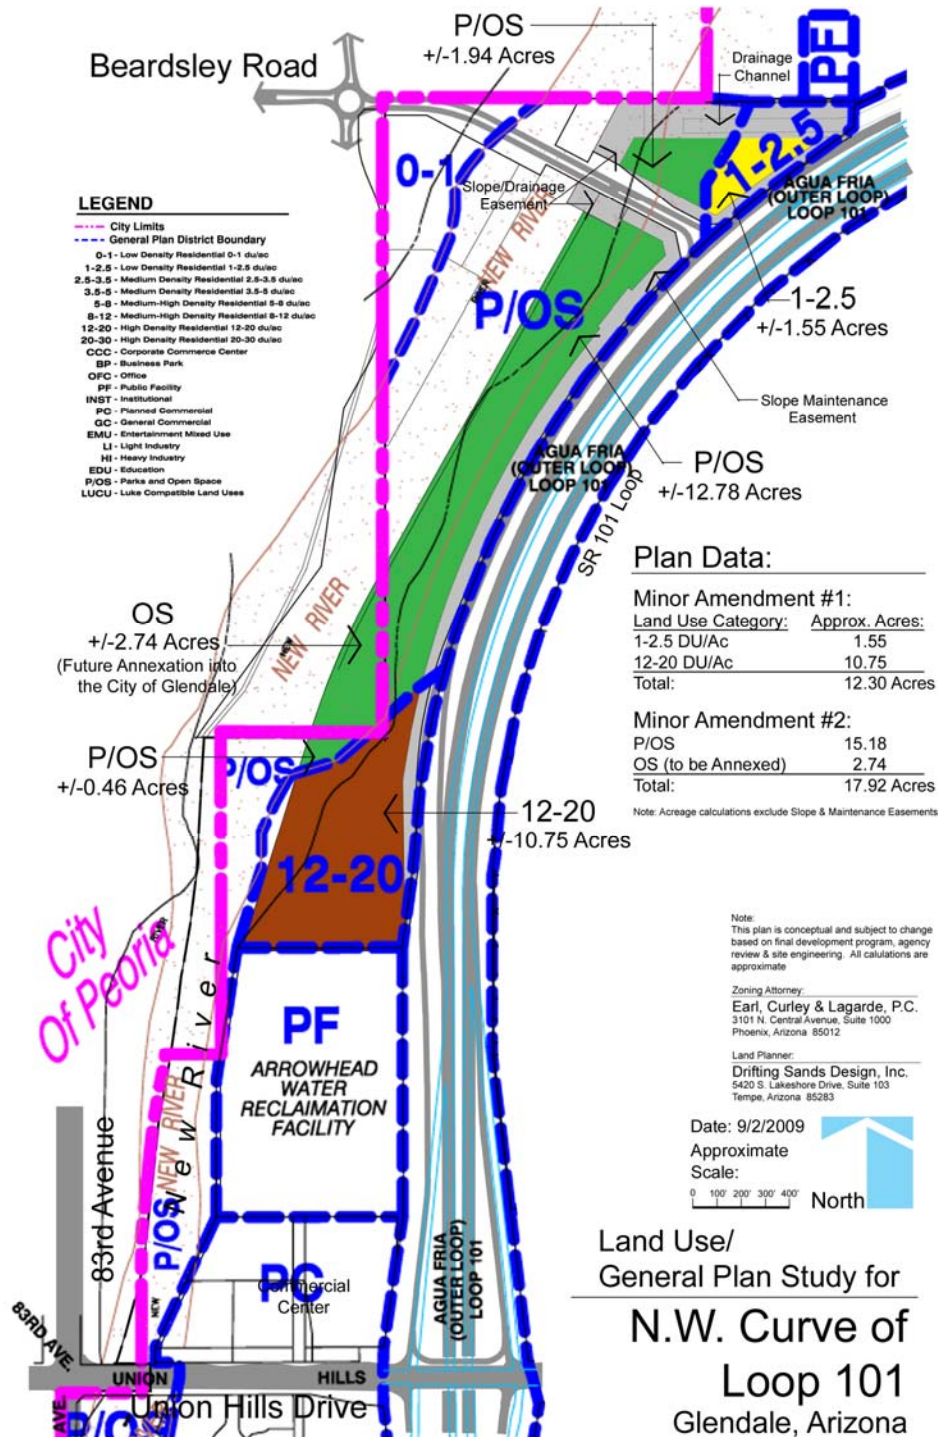 P/OS
+/-1.94 Acres
Beardsley Road
Drainage
Channel
PF
0-1
1-2.5
Slope/Drainage
Easement
AGUA FRIA
(OUTER LOOP)
LOOP 101
NEW RIVER
RIVER
P/OS
1-2.5
+/-1.55 Acres
LEGEND
City Limits
General Plan District Boundary
0-1 - Low Density Residential 0-1 du/ac
1-2.5 - Low Density Residential 1-2.5 du/ac
2.5-3.5 - Medium Density Residential 2.5-3.5 du/ac
3.5-5 - Medium Density Residential 3.5-5 du/ac
5-8 - Medium-High Density Residential 5-8 du/ac
8-12 - Medium-High Density Residential 8-12 du/ac
12-20 - High Density Residential 12-20 du/ac
20-30 - High Density Residential 20-30 du/ac
CCC - Corporate Commerce Center
BP - Business Park
OFC - Office
PF - Public Facility
INST - Institutional
PC - Planned Commercial
GC - General Commercial
EMU - Entertainment Mixed Use
LI - Light Industry
HI - Heavy Industry
EDU - Education
P/OS - Parks and Open Space
LUCU - Luke Compatible Land Uses
Slope Maintenance
Easement
AGUA FRIA
(OUTER LOOP)
LOOP 101
P/OS
+/-12.78 Acres
SR 101 Loop
Plan Data:
Minor Amendment #1:
Land Use Category: Approx. Acres:
1-2.5 DU/Ac 1.55
12-20 DU/Ac 10.75
Total: 12.30 Acres
Minor Amendment #2:
P/OS 15.18
OS (to be Annexed) 2.74
Total: 17.92 Acres
Note: Acreage calculations exclude Slope & Maintenance Easements
OS
+/-2.74 Acres
(Future Annexation into
the City of Glendale)
NEW RIVER
NEW
P/OS
+/-0.46 Acres
P/OS
12-20
+/-10.75 Acres
12-20
City
Of Peoria
RIVER
New River
PF
ARROWHEAD
WATER
RECLAMATION
FACILITY
Note:
This plan is conceptual and subject to change
based on final development program, agency
review & site engineering. All calulations are
approximate
Zoning Attorney:
Earl, Curley & Lagarde, P.C.
3101 N. Central Avenue, Suite 1000
Phoenix, Arizona 85012
Land Planner:
Drifting Sands Design, Inc.
5420 S. Lakeshore Drive, Suite 103
Tempe, Arizona 85283
Date: 9/2/2009
Approximate
Scale:
0 100' 200' 300' 400'
North
83rd Avenue
P/OS
NEW RIVER
New
NEW
PC
Commercial
Center
AGUA FRIA
(OUTER LOOP)
LOOP 101
83RD AVE.
UNION HILLS
Union Hills Drive
AVE.
Land Use/
General Plan Study for
N.W. Curve of
Loop 101
Glendale, Arizona